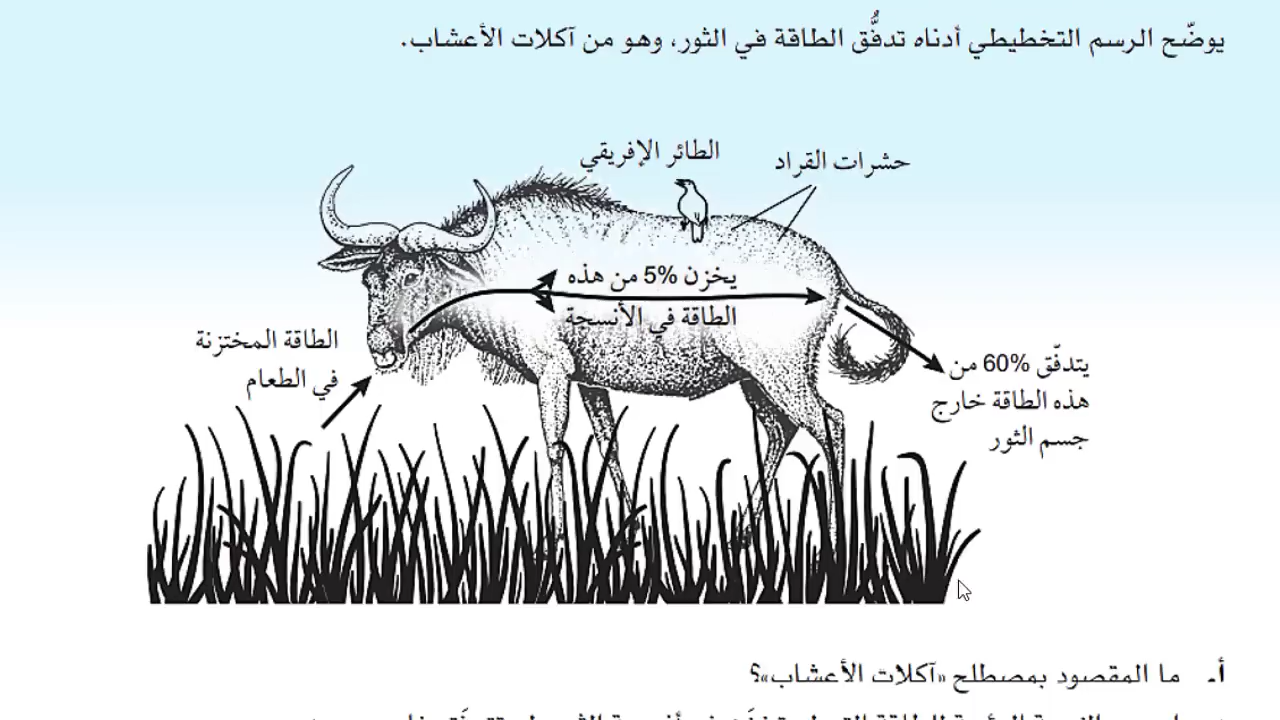 يوضّح الرسم التخطيطي أدناه تدفُّق الطاقة في الثور، وهو من آكلات الأعشاب.
الطائر الإفريقي
حشرات القراد
يخزن 5% من هذه
الطاقة في الأنسجة
الطاقة المختزنة
في الطعام
يتدفّق 60% من
هذه الطاقة خارج
جسم الثور
أ. ما المقصود بمصطلح «آكلات الأعشاب»؟